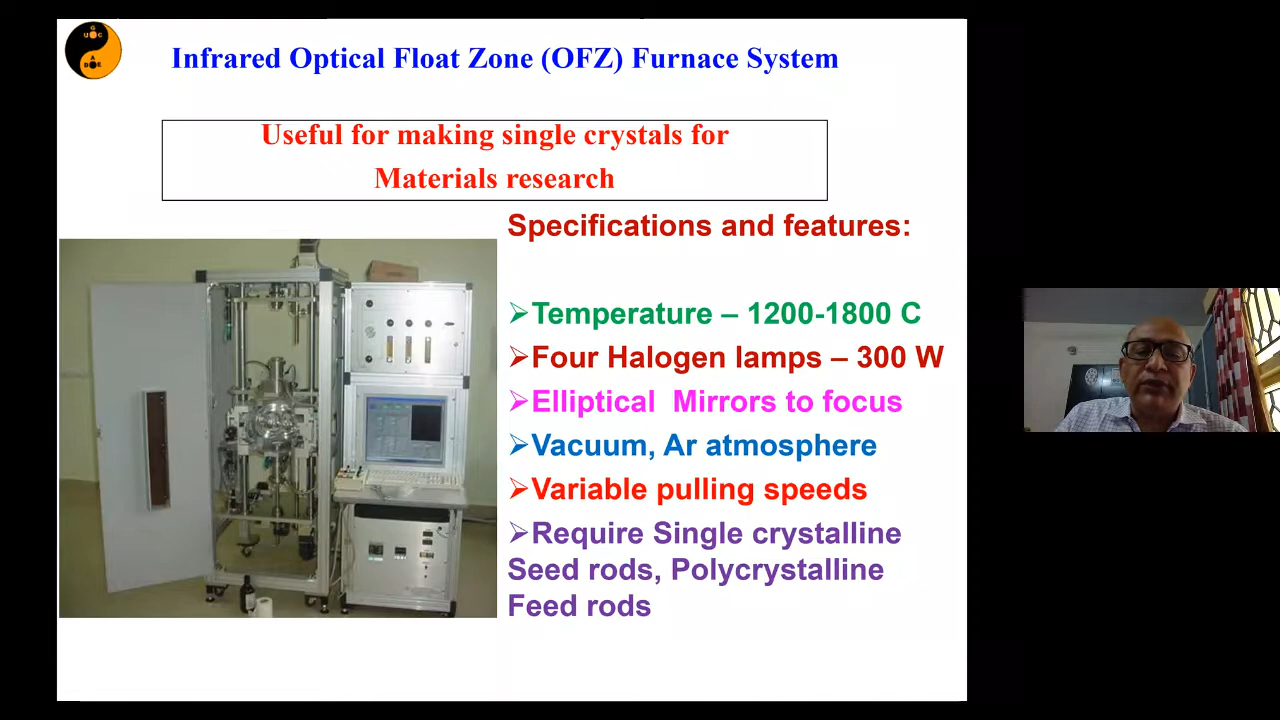 G
U O C
A
D O E
Infrared Optical Float Zone (OFZ) Furnace System
Useful for making single crystals for
Materials research
Specifications and features:
➢Temperature – 1200-1800 C
➢Four Halogen lamps – 300 W
➢Elliptical Mirrors to focus
➢Vacuum, Ar atmosphere
➢Variable pulling speeds
➢Require Single crystalline
Seed rods, Polycrystalline
Feed rods